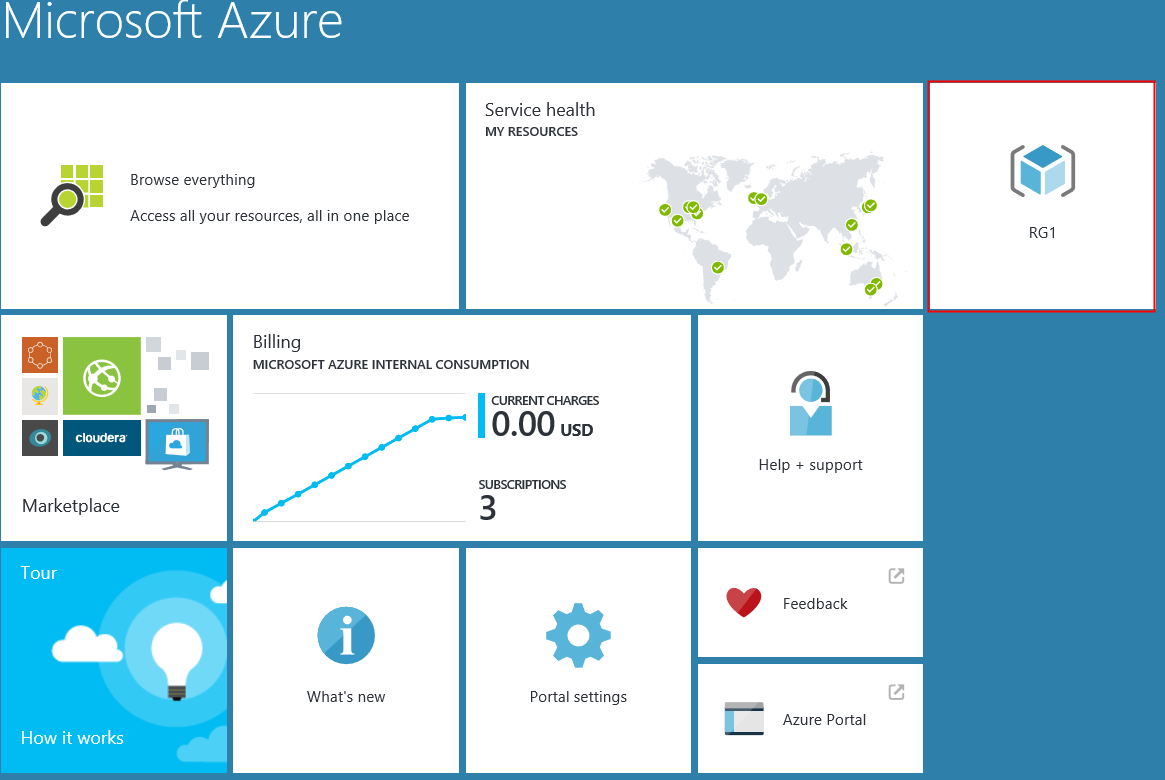 Microsoft Azure
Browse everything
Access all your resources, all in one place
Service health
MY RESOURCES
RG1
cloudera
Marketplace
Billing
MICROSOFT AZURE INTERNAL CONSUMPTION
CURRENT CHARGES
0.00 USD
SUBSCRIPTIONS
3
Help + support
Tour
How it works
What's new
Portal settings
Feedback
Azure Portal